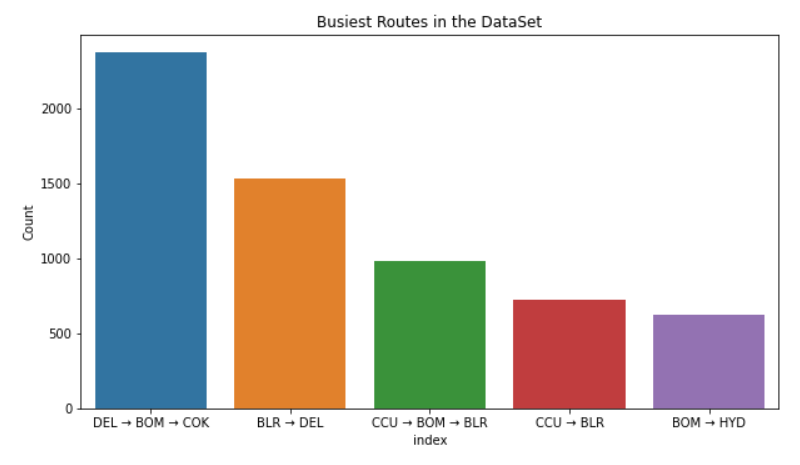 Busiest Routes in the DataSet
Count
2000
1500
1000
500
0
DEL → BOM → COK BLR → DEL CCU → BOM → BLR CCU → BLR BOM → HYD
index